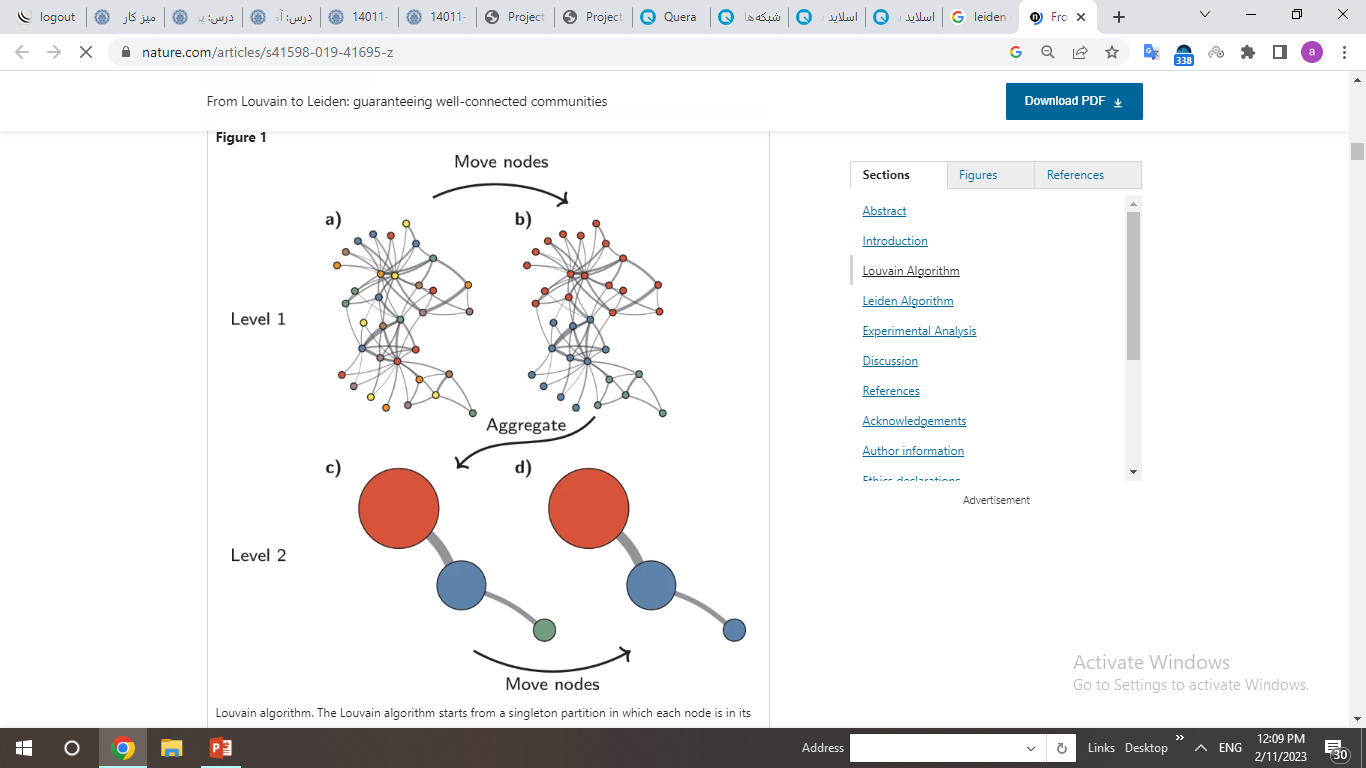 logout
میز کار
درس: پر
درس: آد
14011-
14011-
Project
Project
Quera
شبکه‌ها
اسلاید
اسلاید
leiden
Fro
nature.com/articles/s41598-019-41695-z
338
a
From Louvain to Leiden: guaranteeing well-connected communities
Download PDF
Figure 1
Move nodes
a)
b)
Level 1
Aggregate
c)
d)
Level 2
Move nodes
Louvain algorithm. The Louvain algorithm starts from a singleton partition in which each node is in its
Sections
Figures
References
Abstract
Introduction
Louvain Algorithm
Leiden Algorithm
Experimental Analysis
Discussion
References
Acknowledgements
Author information
Ethics declarations
Advertisement
Activate Windows
Go to Settings to activate Windows.
Address
Links
Desktop
ENG
12:09 PM
2/11/2023
30